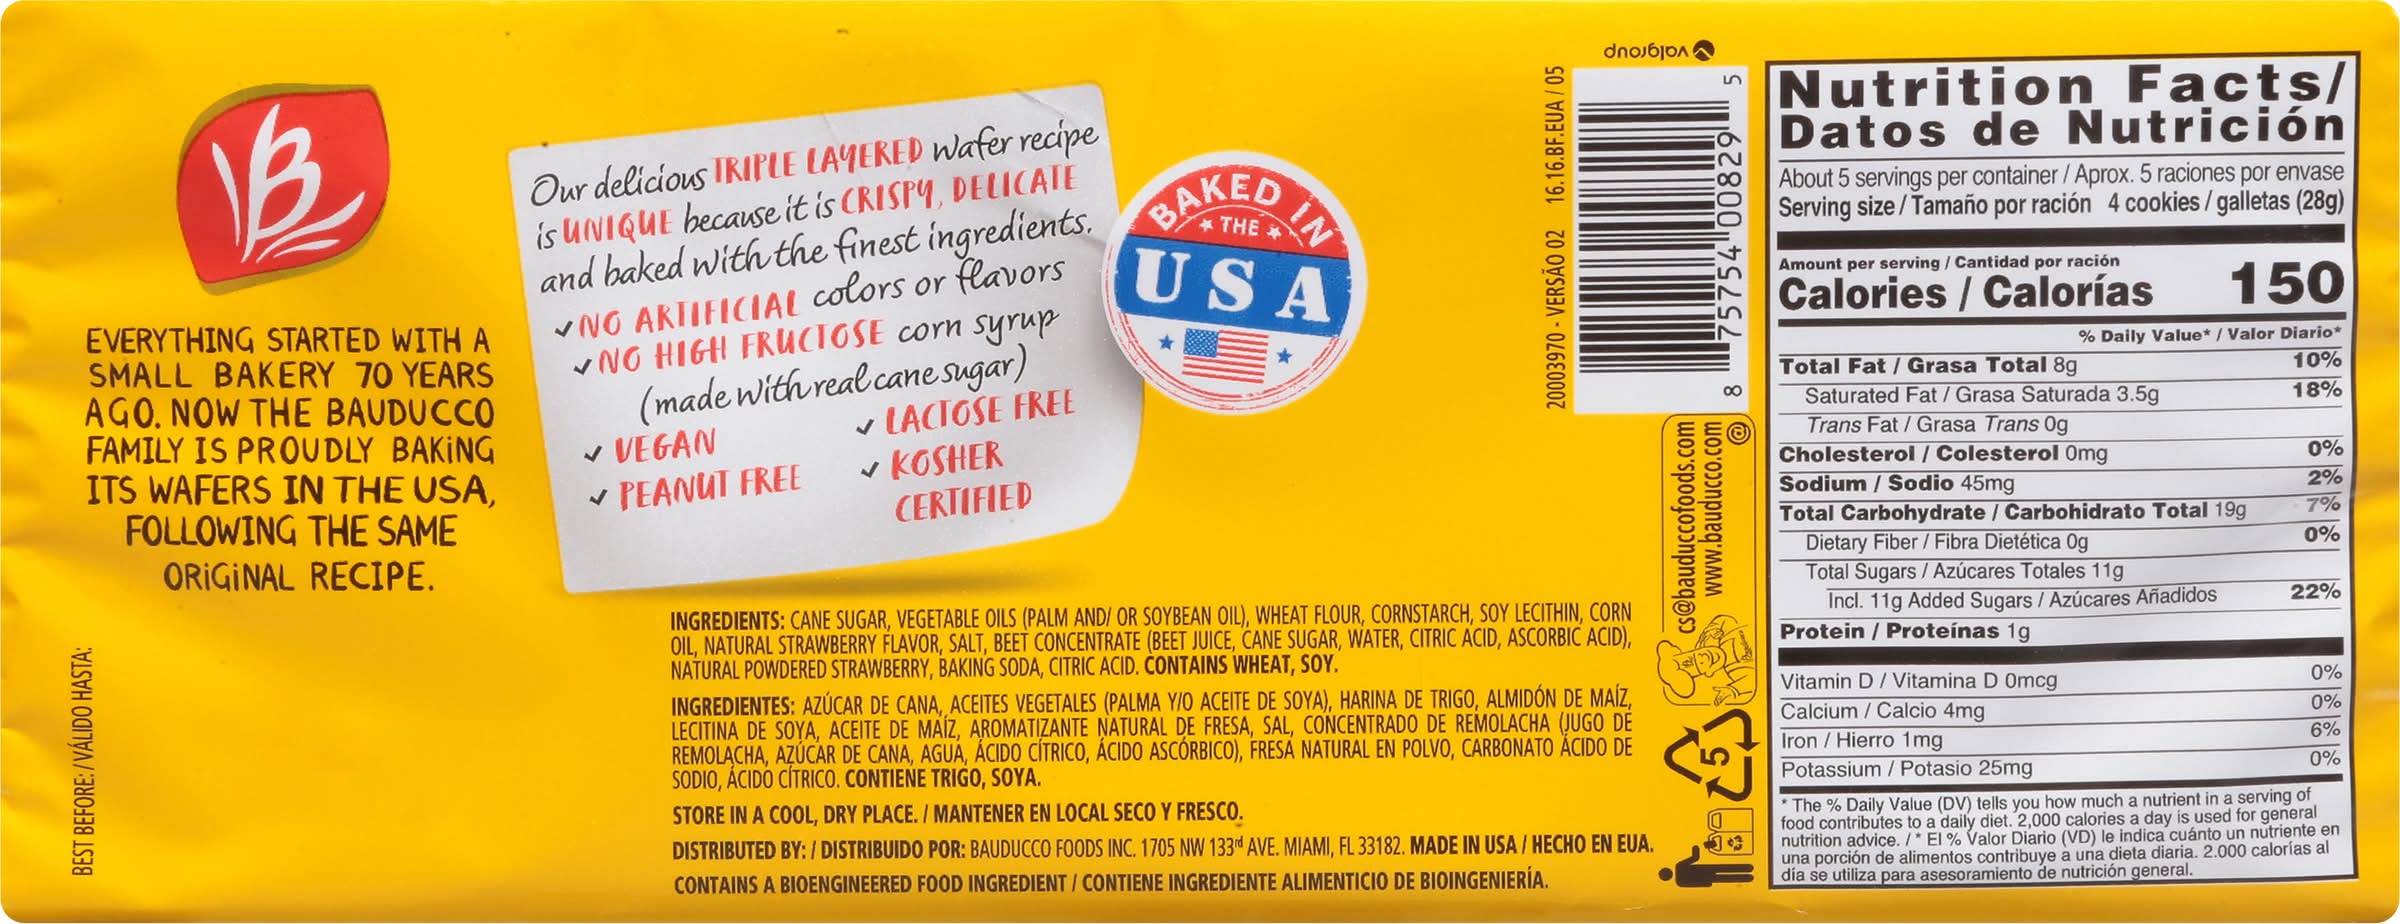 VB
EVERYTHING STARTED WITH A
SMALL BAKERY 70 YEARS
AGO. NOW THE BAUDUCCO
FAMILY IS PROUDLY BAKING
ITS WAFERS IN THE USA,
FOLLOWING THE SAME
ORIGINAL RECIPE.
BEST BEFORE: / VÁLIDO HASTA:
Our delicious TRIPLE LAYERED wafer recipe
is UNIQUE because it is CRISPY, DELICATE
and baked with the finest ingredients.
✓ NO ARTIFICIAL colors or flavors
✓ NO HIGH FRUCTOSE corn syrup
(made with real cane sugar)
✓ VEGAN ✓ LACTOSE FREE
✓ PEANUT FREE ✓ KOSHER
CERTIFIED
BAKED IN
THE
USA
INGREDIENTS: CANE SUGAR, VEGETABLE OILS (PALM AND/ OR SOYBEAN OIL), WHEAT FLOUR, CORNSTARCH, SOY LECITHIN, CORN
OIL, NATURAL STRAWBERRY FLAVOR, SALT, BEET CONCENTRATE (BEET JUICE, CANE SUGAR, WATER, CITRIC ACID, ASCORBIC ACID),
NATURAL POWDERED STRAWBERRY, BAKING SODA, CITRIC ACID. CONTAINS WHEAT, SOY.
INGREDIENTES: AZÚCAR DE CANA, ACEITES VEGETALES (PALMA Y/O ACEITE DE SOYA), HARINA DE TRIGO, ALMIDÓN DE MAÍZ,
LECITINA DE SOYA, ACEITE DE MAÍZ, AROMATIZANTE NATURAL DE FRESA, SAL, CONCENTRADO DE REMOLACHA (JUGO DE
REMOLACHA, AZÚCAR DE CANA, AGUA, ÁCIDO CÍTRICO, ÁCIDO ASCÓRBICO), FRESA NATURAL EN POLVO, CARBONATO ÁCIDO DE
SODIO, ÁCIDO CÍTRICO. CONTIENE TRIGO, SOYA.
STORE IN A COOL, DRY PLACE. / MANTENER EN LOCAL SECO Y FRESCO.
DISTRIBUTED BY: / DISTRIBUIDO POR: BAUDUCCO FOODS INC. 1705 NW 133rd AVE. MIAMI, FL 33182. MADE IN USA / HECHO EN EUA.
CONTAINS A BIOENGINEERED FOOD INGREDIENT / CONTIENE INGREDIENTE ALIMENTICIO DE BIOINGENIERÍA.
valgroup
20003970 - VERSÃO 02 16.16.BF.EUA / 05
8 75754 00829 5
cs@bauduccofoods.com
www.bauducco.com
@
5
Nutrition Facts/
Datos de Nutrición
About 5 servings per container / Aprox. 5 raciones por envase
Serving size / Tamaño por ración 4 cookies / galletas (28g)
Amount per serving / Cantidad por ración
Calories / Calorías 150
% Daily Value* / Valor Diario*
Total Fat / Grasa Total 8g 10%
Saturated Fat / Grasa Saturada 3.5g 18%
Trans Fat / Grasa Trans 0g
Cholesterol / Colesterol 0mg 0%
Sodium / Sodio 45mg 2%
Total Carbohydrate / Carbohidrato Total 19g 7%
Dietary Fiber / Fibra Dietética 0g 0%
Total Sugars / Azúcares Totales 11g
Incl. 11g Added Sugars / Azúcares Añadidos 22%
Protein / Proteínas 1g
Vitamin D / Vitamina D 0mcg 0%
Calcium / Calcio 4mg 0%
Iron / Hierro 1mg 6%
Potassium / Potasio 25mg 0%
* The % Daily Value (DV) tells you how much a nutrient in a serving of
food contributes to a daily diet. 2,000 calories a day is used for general
nutrition advice. / * El % Valor Diario (VD) le indica cuánto un nutriente en
una porción de alimentos contribuye a una dieta diaria. 2.000 calorías al
día se utiliza para asesoramiento de nutrición general.